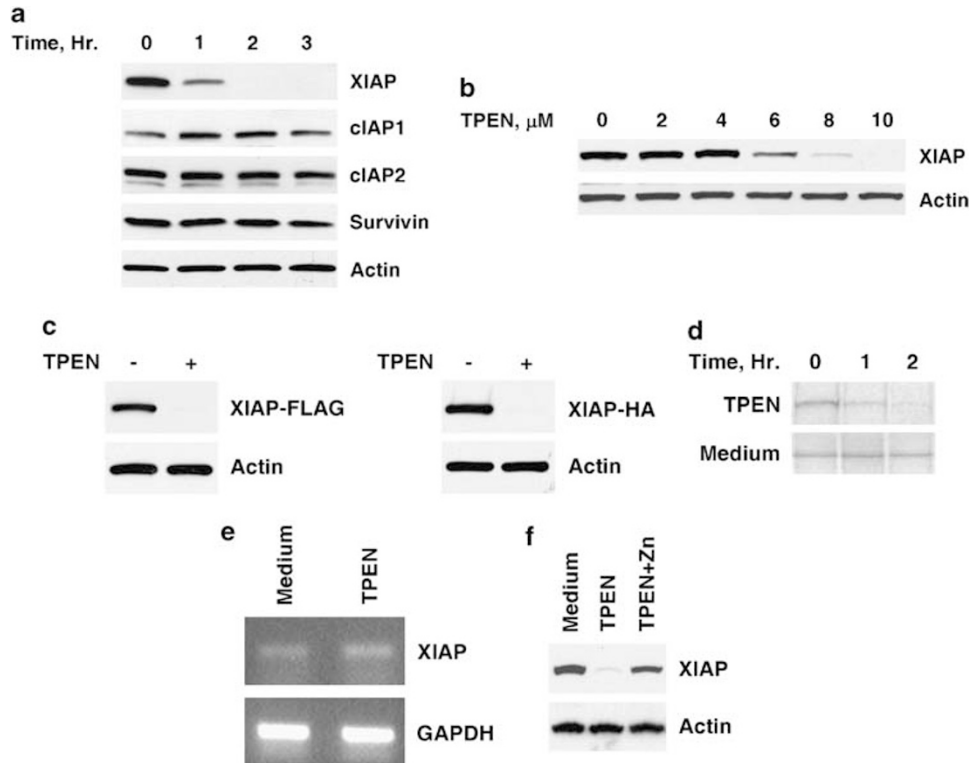 a
Time, Hr. 0 1 2 3
XIAP
cIAP1
cIAP2
Survivin
Actin
b
TPEN, μM 0 2 4 6 8 10
XIAP
Actin
c
TPEN - +
XIAP-FLAG
Actin
TPEN - +
XIAP-HA
Actin
d
Time, Hr. 0 1 2
TPEN
Medium
e
Medium
TPEN
XIAP
GAPDH
f
Medium
TPEN
TPEN+Zn
XIAP
Actin